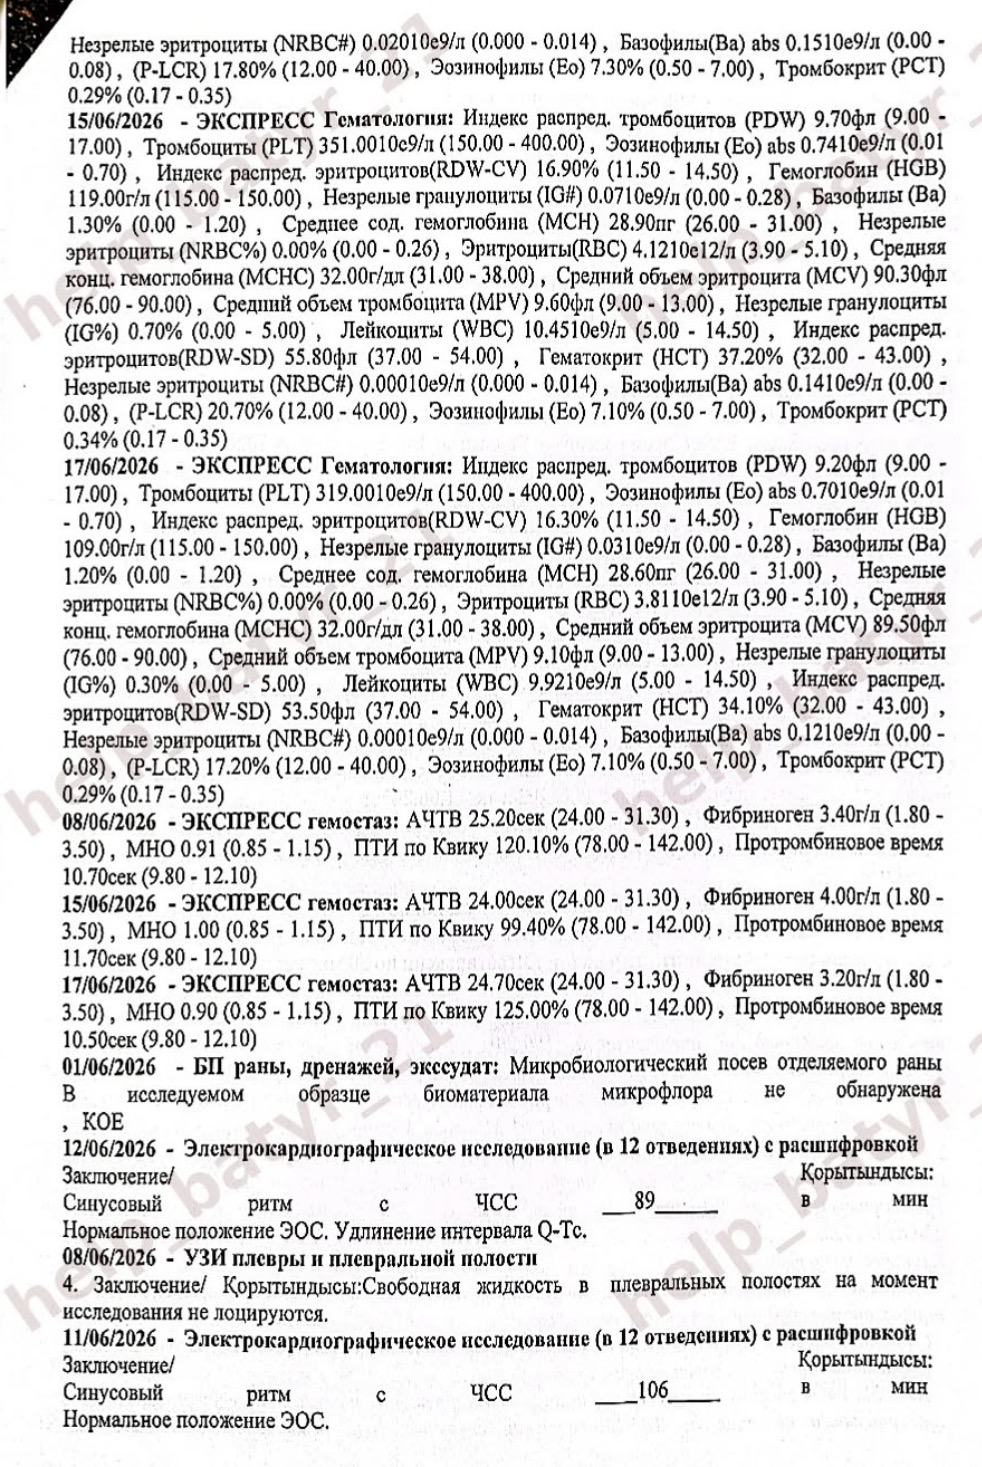 Незрелые эритроциты (NRBC#) 0.02010е9/л (0.000 - 0.014) , Базофилы(Ba) abs 0.1510е9/л (0.00 -
0.08) , (P-LCR) 17.80% (12.00 - 40.00) , Эозинофилы (Eo) 7.30% (0.50 - 7.00) , Тромбокрит (PCT)
0.29% (0.17 - 0.35)
15/06/2026 - ЭКСПРЕСС Гематология: Индекс распред. тромбоцитов (PDW) 9.70фл (9.00 -
17.00) , Тромбоциты (PLT) 351.0010е9/л (150.00 - 400.00) , Эозинофилы (Eo) abs 0.7410е9/л (0.01
- 0.70) , Индекс распред. эритроцитов(RDW-CV) 16.90% (11.50 - 14.50) , Гемоглобин (HGB)
119.00г/л (115.00 - 150.00) , Незрелые гранулоциты (IG#) 0.0710е9/л (0.00 - 0.28) , Базофилы (Ba)
1.30% (0.00 - 1.20) , Среднее сод. гемоглобина (MCH) 28.90пг (26.00 - 31.00) , Незрелые
эритроциты (NRBC%) 0.00% (0.00 - 0.26) , Эритроциты(RBC) 4.1210е12/л (3.90 - 5.10) , Средняя
конц. гемоглобина (MCHC) 32.00г/дл (31.00 - 38.00) , Средний объем эритроцита (MCV) 90.30фл
(76.00 - 90.00) , Средний объем тромбоцита (MPV) 9.60фл (9.00 - 13.00) , Незрелые гранулоциты
(IG%) 0.70% (0.00 - 5.00) , Лейкоциты (WBC) 10.4510е9/л (5.00 - 14.50) , Индекс распред.
эритроцитов(RDW-SD) 55.80фл (37.00 - 54.00) , Гематокрит (HCT) 37.20% (32.00 - 43.00) ,
Незрелые эритроциты (NRBC#) 0.00010е9/л (0.000 - 0.014) , Базофилы(Ba) abs 0.1410е9/л (0.00 -
0.08) , (P-LCR) 20.70% (12.00 - 40.00) , Эозинофилы (Eo) 7.10% (0.50 - 7.00) , Тромбокрит (PCT)
0.34% (0.17 - 0.35)
17/06/2026 - ЭКСПРЕСС Гематология: Индекс распред. тромбоцитов (PDW) 9.20фл (9.00 -
17.00) , Тромбоциты (PLT) 319.0010е9/л (150.00 - 400.00) , Эозинофилы (Eo) abs 0.7010е9/л (0.01
- 0.70) , Индекс распред. эритроцитов(RDW-CV) 16.30% (11.50 - 14.50) , Гемоглобин (HGB)
109.00г/л (115.00 - 150.00) , Незрелые гранулоциты (IG#) 0.0310е9/л (0.00 - 0.28) , Базофилы (Ba)
1.20% (0.00 - 1.20) , Среднее сод. гемоглобина (MCH) 28.60пг (26.00 - 31.00) , Незрелые
эритроциты (NRBC%) 0.00% (0.00 - 0.26) , Эритроциты (RBC) 3.8110е12/л (3.90 - 5.10) , Средняя
конц. гемоглобина (MCHC) 32.00г/дл (31.00 - 38.00) , Средний объем эритроцита (MCV) 89.50фл
(76.00 - 90.00) , Средний объем тромбоцита (MPV) 9.10фл (9.00 - 13.00) , Незрелые гранулоциты
(IG%) 0.30% (0.00 - 5.00) , Лейкоциты (WBC) 9.9210е9/л (5.00 - 14.50) , Индекс распред.
эритроцитов(RDW-SD) 53.50фл (37.00 - 54.00) , Гематокрит (HCT) 34.10% (32.00 - 43.00) ,
Незрелые эритроциты (NRBC#) 0.00010е9/л (0.000 - 0.014) , Базофилы(Ba) abs 0.1210е9/л (0.00 -
0.08) , (P-LCR) 17.20% (12.00 - 40.00) , Эозинофилы (Eo) 7.10% (0.50 - 7.00) , Тромбокрит (PCT)
0.29% (0.17 - 0.35)
08/06/2026 - ЭКСПРЕСС гемостаз: АЧТВ 25.20сек (24.00 - 31.30) , Фибриноген 3.40г/л (1.80 -
3.50) , МНО 0.91 (0.85 - 1.15) , ПТИ по Квику 120.10% (78.00 - 142.00) , Протромбиновое время
10.70сек (9.80 - 12.10)
15/06/2026 - ЭКСПРЕСС гемостаз: АЧТВ 24.00сек (24.00 - 31.30) , Фибриноген 4.00г/л (1.80 -
3.50) , МНО 1.00 (0.85 - 1.15) , ПТИ по Квику 99.40% (78.00 - 142.00) , Протромбиновое время
11.70сек (9.80 - 12.10)
17/06/2026 - ЭКСПРЕСС гемостаз: АЧТВ 24.70сек (24.00 - 31.30) , Фибриноген 3.20г/л (1.80 -
3.50) , МНО 0.90 (0.85 - 1.15) , ПТИ по Квику 125.00% (78.00 - 142.00) , Протромбиновое время
10.50сек (9.80 - 12.10)
01/06/2026 - БП раны, дренажей, экссудат: Микробиологический посев отделяемого раны
В исследуемом образце биоматериала микрофлора не обнаружена
, КОЕ
12/06/2026 - Электрокардиографическое исследование (в 12 отведениях) с расшифровкой
Заключение/ Қорытындысы:
Синусовый ритм с ЧСС ___89______ в мин
Нормальное положение ЭОС. Удлинение интервала Q-Tc.
08/06/2026 - УЗИ плевры и плевральной полости
4. Заключение/ Қорытындысы:Свободная жидкость в плевральных полостях на момент
исследования не лоцируются.
11/06/2026 - Электрокардиографическое исследование (в 12 отведениях) с расшифровкой
Заключение/ Қорытындысы:
Синусовый ритм с ЧСС ____106_____ в мин
Нормальное положение ЭОС.
help_batyr_21
help_batyr_21
help_batyr_21
help_batyr
help_batyr
help_batyr